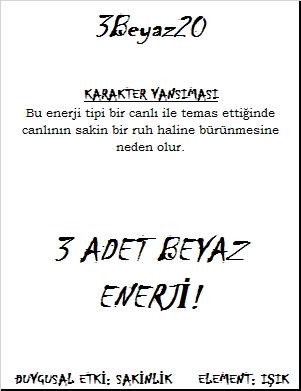 3Beyaz20
KARAKTER YANSIMASI
Bu enerji tipi bir canlı ile temas ettiğinde
canlının sakin bir ruh haline bürünmesine
neden olur.
3 ADET BEYAZ
ENERJİ!
DUYGUSAL ETKİ: SAKİNLİK ELEMENT: IŞIK